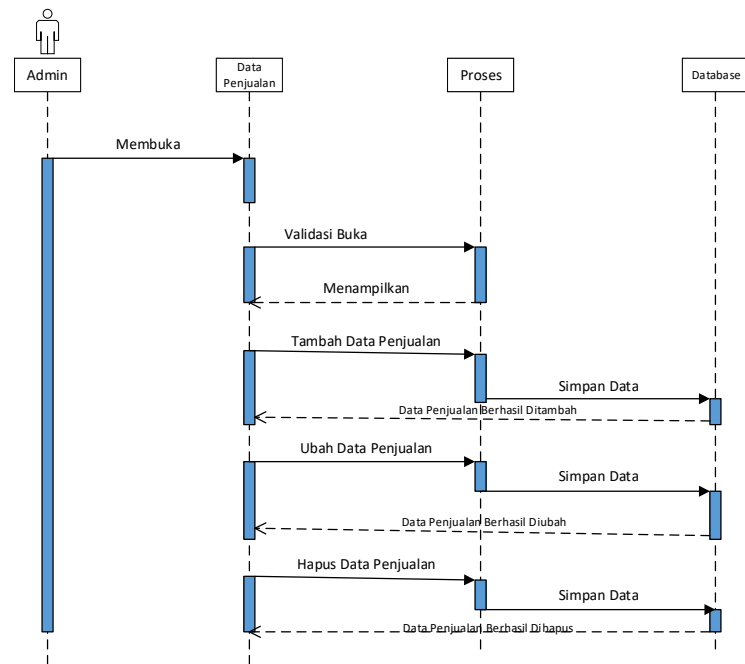 Admin
Data
Penjualan
Proses
Database
Membuka
Validasi Buka
Menampilkan
Tambah Data Penjualan
Simpan Data
Data Penjualan Berhasil Ditambah
Ubah Data Penjualan
Simpan Data
Data Penjualan Berhasil Diubah
Hapus Data Penjualan
Simpan Data
Data Penjualan Berhasil Dihapus